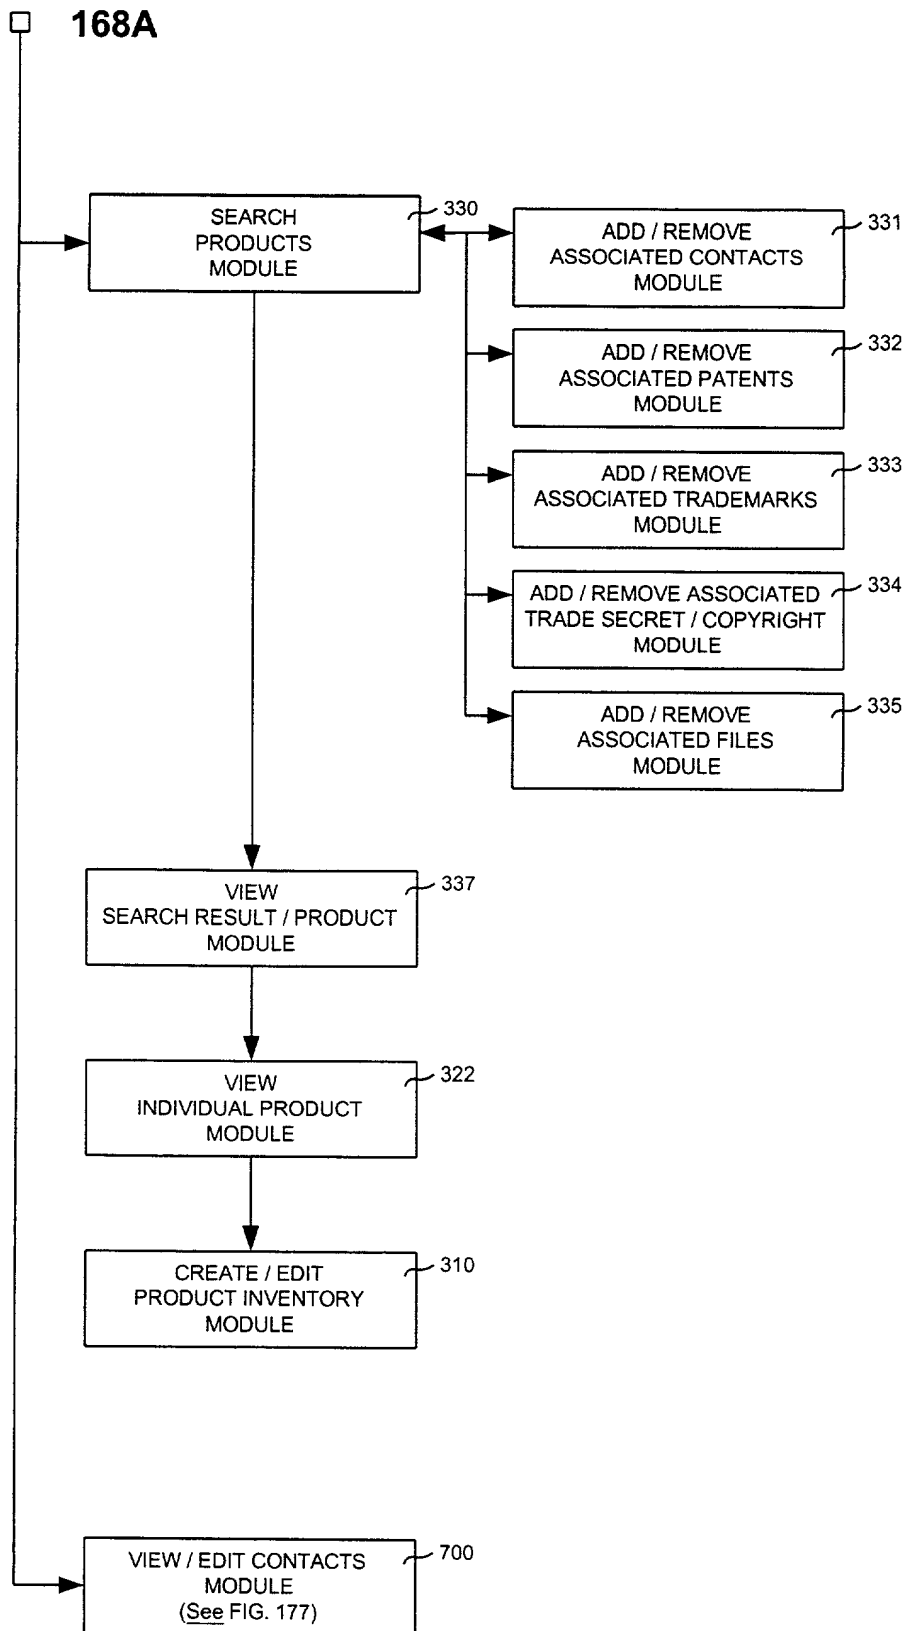 168A
SEARCH
PRODUCTS
MODULE
330
ADD / REMOVE
ASSOCIATED CONTACTS
MODULE
331
ADD / REMOVE
ASSOCIATED PATENTS
MODULE
332
ADD / REMOVE
ASSOCIATED TRADEMARKS
MODULE
333
ADD / REMOVE ASSOCIATED
TRADE SECRET / COPYRIGHT
MODULE
334
ADD / REMOVE
ASSOCIATED FILES
MODULE
335
VIEW
SEARCH RESULT / PRODUCT
MODULE
337
VIEW
INDIVIDUAL PRODUCT
MODULE
322
CREATE / EDIT
PRODUCT INVENTORY
MODULE
310
VIEW / EDIT CONTACTS
MODULE
(See FIG. 177)
700